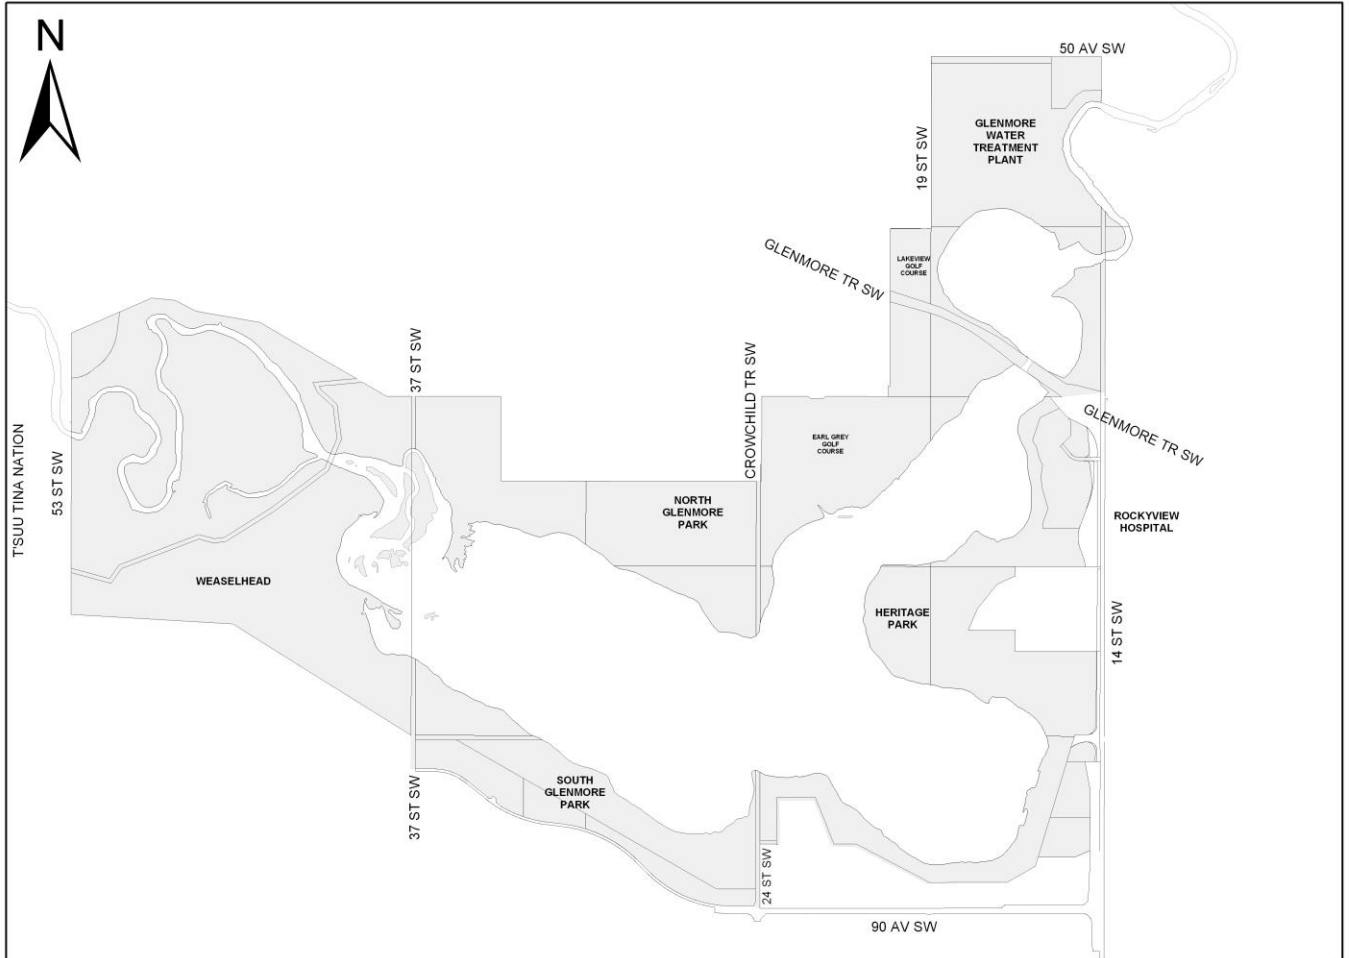 N
50 AV SW
GLENMORE
WATER
TREATMENT
PLANT
19 ST SW
GLENMORE TR SW
LAKEVIEW
GOLF
COURSE
37 ST SW
CROWCHILD TR SW
GLENMORE TR SW
EARL GREY
GOLF
COURSE
T'SUU TINA NATION
53 ST SW
NORTH
GLENMORE
PARK
ROCKYVIEW
HOSPITAL
WEASELHEAD
HERITAGE
PARK
14 ST SW
SOUTH
GLENMORE
PARK
37 ST SW
24 ST SW
90 AV SW